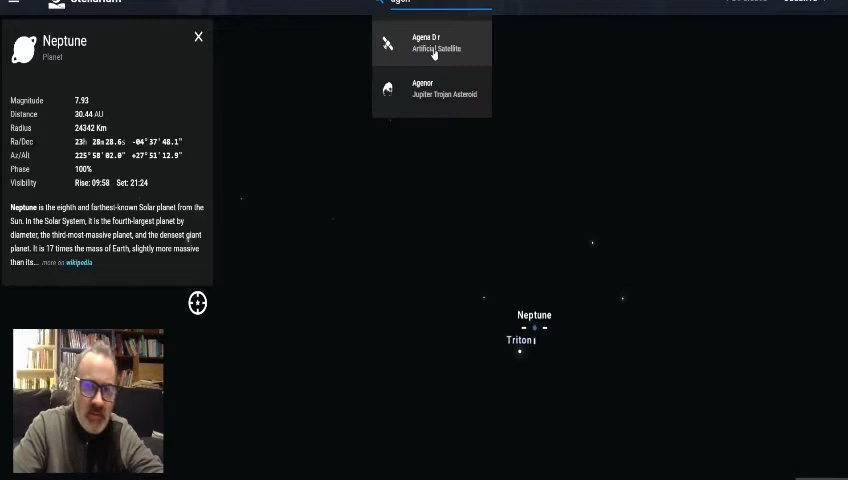 Stellarium
agen
Neptune
Planet
Agena D r
Artificial Satellite
Agenor
Jupiter Trojan Asteroid
Magnitude 7.93
Distance 30.44 AU
Radius 24342 Km
Ra/Dec 23h 28m 28.6s -04° 37' 48.1"
Az/Alt 225° 58' 02.0" +27° 51' 12.9"
Phase 100%
Visibility Rise: 09:58 Set: 21:24
Neptune is the eighth and farthest-known Solar planet from the
Sun. In the Solar System, it is the fourth-largest planet by
diameter, the third-most-massive planet, and the densest giant
planet. It is 17 times the mass of Earth, slightly more massive
than its... more on wikipedia
Neptune
Triton